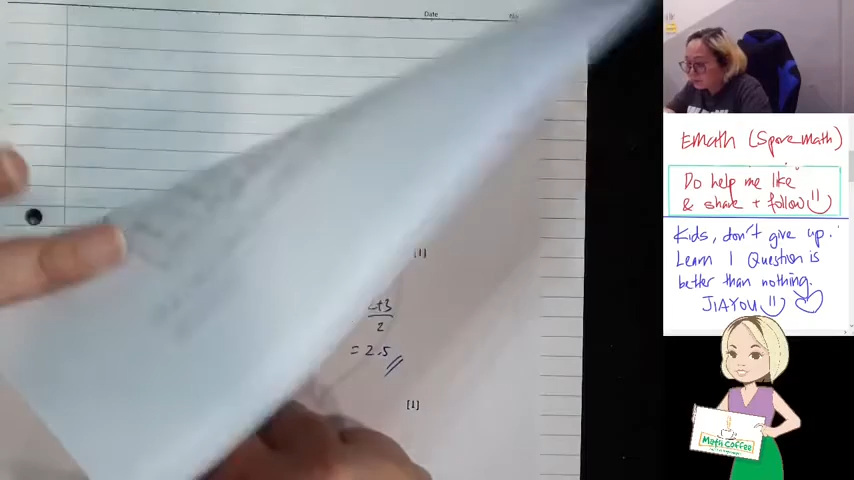 Date
[1]
2
= 2.5
[1]
EMath (Spore math)
Do help me like
& share + follow
Kids, don't give up.
Learn 1 Question is
better than nothing.
JIAYOU
Math Coffee